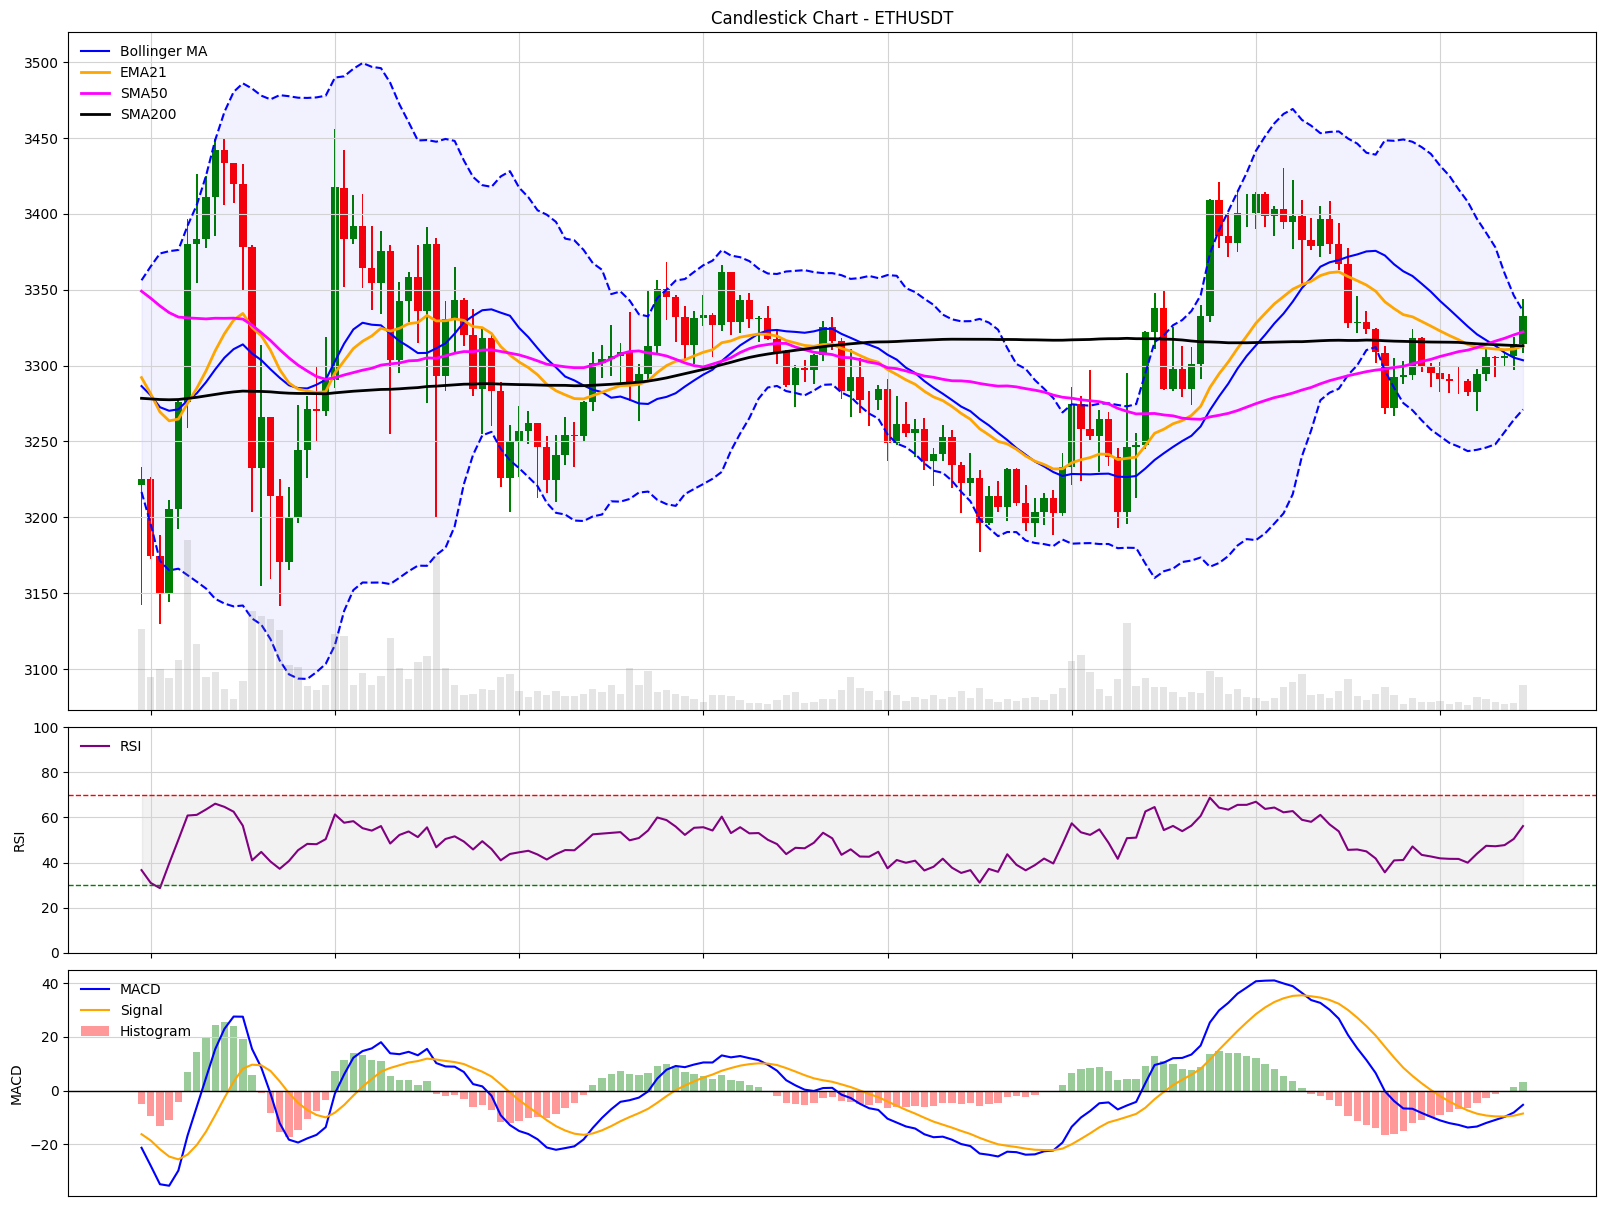 Candlestick Chart - ETHUSDT
Bollinger MA
EMA21
SMA50
SMA200
3500
3450
3400
3350
3300
3250
3200
3150
3100
RSI
100
80
60
40
20
0
RSI
MACD
Signal
Histogram
40
20
0
−20
MACD